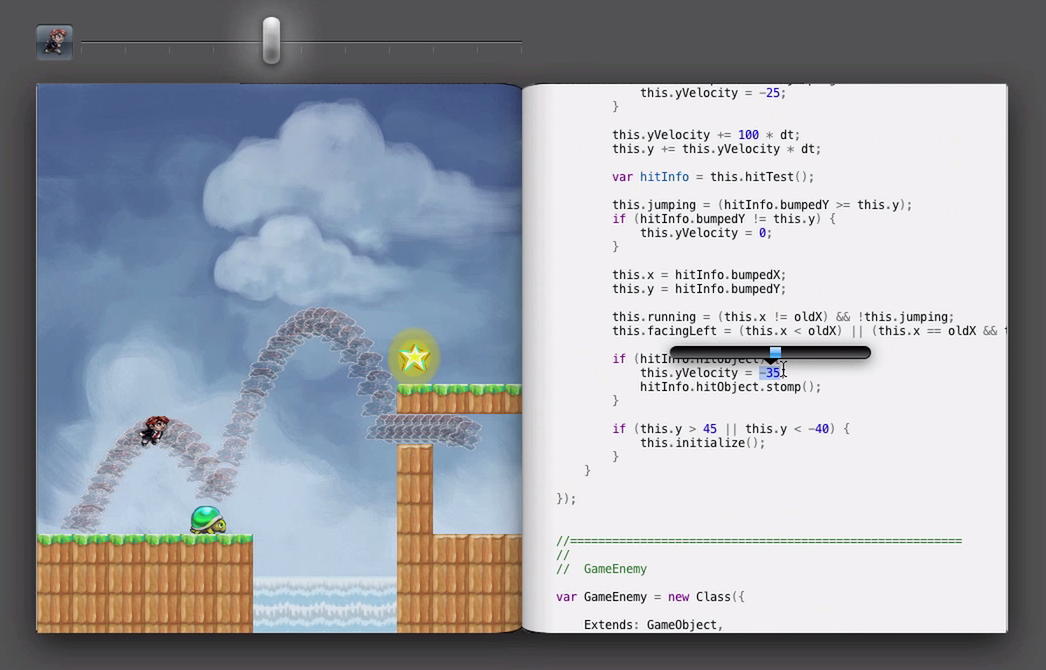 this.yVelocity = -25;
}
this.yVelocity += 100 * dt;
this.y += this.yVelocity * dt;
var hitInfo = this.hitTest();
this.jumping = (hitInfo.bumpedY >= this.y);
if (hitInfo.bumpedY != this.y) {
this.yVelocity = 0;
}
this.x = hitInfo.bumpedX;
this.y = hitInfo.bumpedY;
this.running = (this.x != oldX) && !this.jumping;
this.facingLeft = (this.x < oldX) || (this.x == oldX &&
if (hitInfo.hitObject)
this.yVelocity = -35;
hitInfo.hitObject.stomp();
}
if (this.y > 45 || this.y < -40) {
this.initialize();
}
}
});
//========================================================
//
// GameEnemy
var GameEnemy = new Class({
Extends: GameObject,